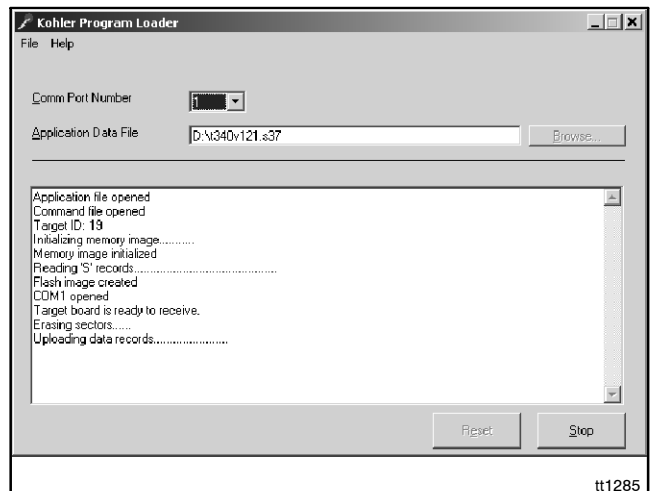 Kohler Program Loader
File Help
Comm Port Number
1
Application Data File
D:\t340v121.s37
Browse...
Application file opened
Command file opened
Target ID: 19
Initializing memory image...........
Memory image initialized
Reading 'S' records............................................
Flash image created
COM1 opened
Target board is ready to receive.
Erasing sectors......
Uploading data records.......................
Reset
Stop
tt1285